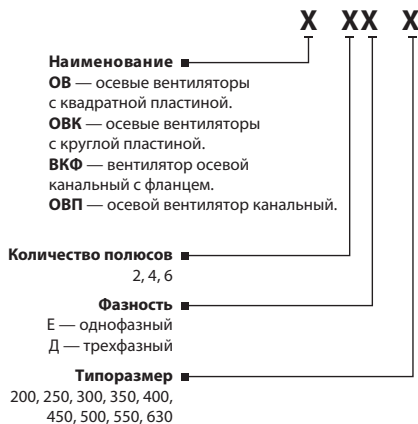 X XX X
Наименование
ОВ — осевые вентиляторы
с квадратной пластиной.
ОВК — осевые вентиляторы
с круглой пластиной.
ВКФ — вентилятор осевой
канальный с фланцем.
ОВП — осевой вентилятор канальный.
Количество полюсов
2, 4, 6
Фазность
Е — однофазный
Д — трехфазный
Типоразмер
200, 250, 300, 350, 400,
450, 500, 550, 630